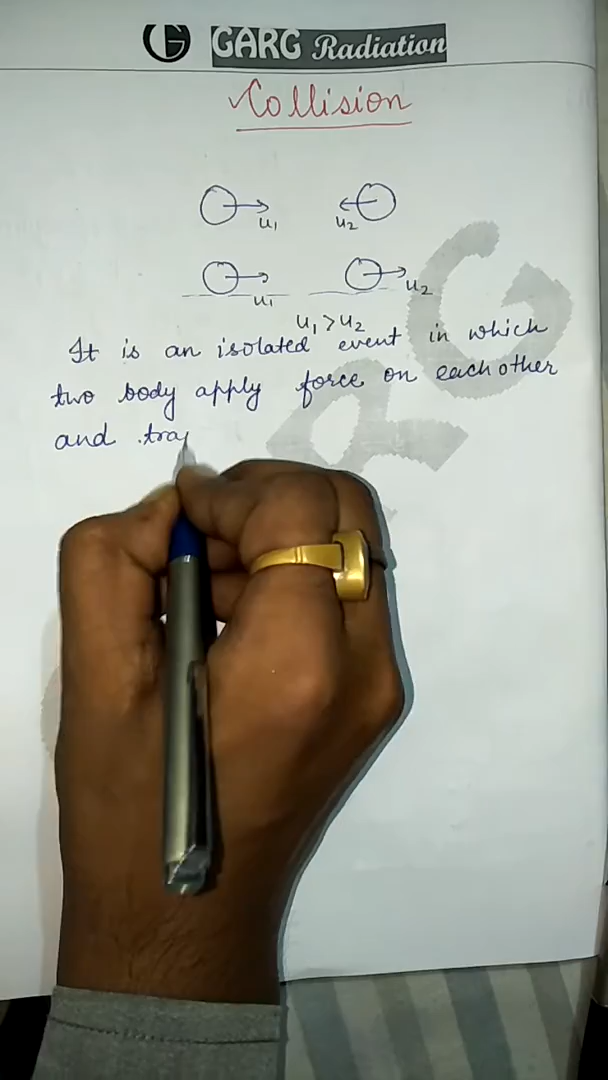 GARG Radiation
Collision
u₁ u₂
u₁ u₂
u₁ > u₂
It is an isolated event in which
two body apply force on each other
and